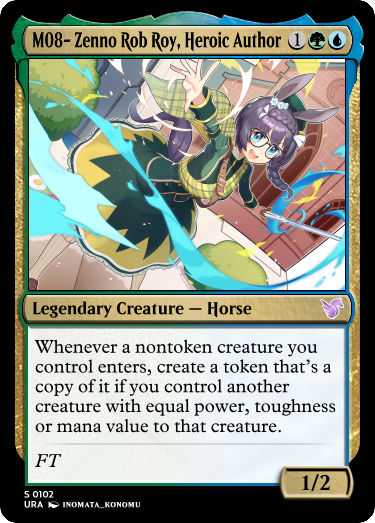 M08- Zenno Rob Roy, Heroic Author 1
Legendary Creature — Horse
Whenever a nontoken creature you
control enters, create a token that's a
copy of it if you control another
creature with equal power, toughness
or mana value to that creature.
FT
1/2
S 0102
URA INOMATA_KONOMU